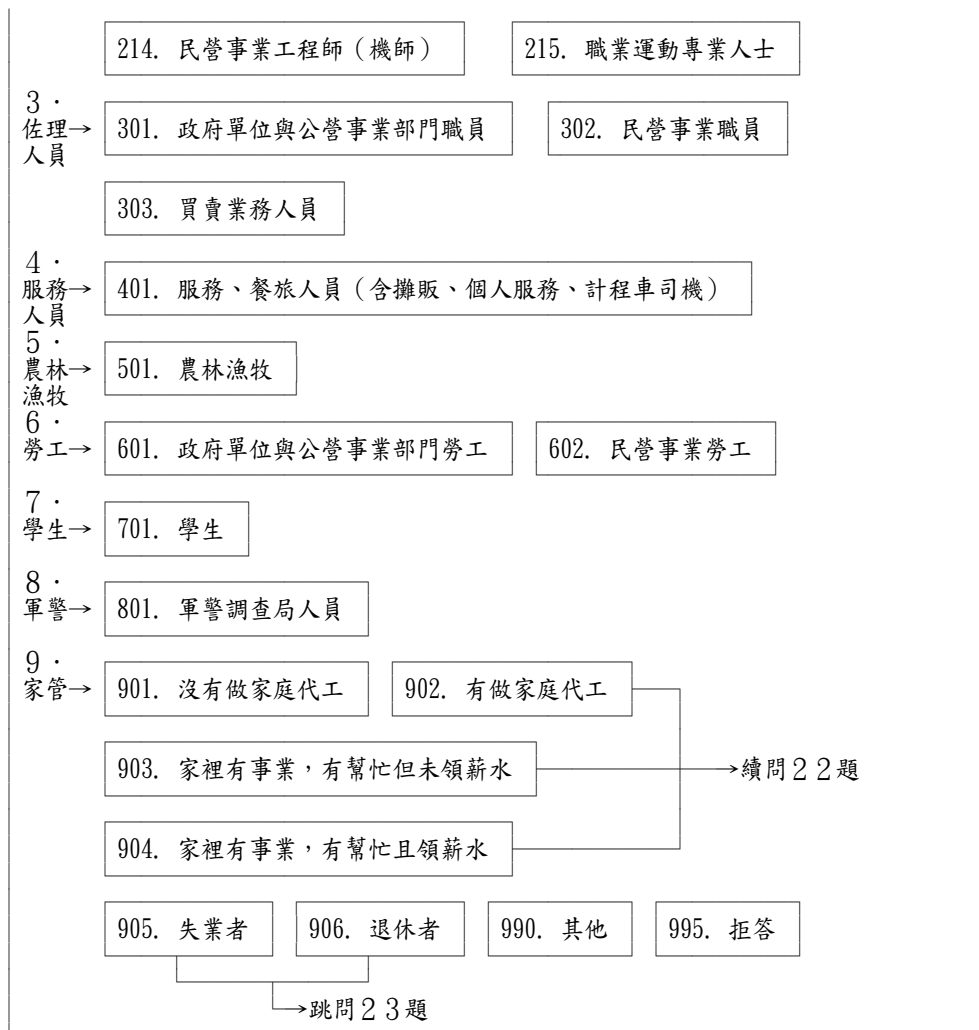 214. 民營事業工程師（機師） 215. 職業運動專業人士
3．
佐理→ 301. 政府單位與公營事業部門職員 302. 民營事業職員
人員
303. 買賣業務人員
4．
服務→ 401. 服務、餐旅人員（含攤販、個人服務、計程車司機）
人員
5．
農林→ 501. 農林漁牧
漁牧
6．
勞工→ 601. 政府單位與公營事業部門勞工 602. 民營事業勞工
7．
學生→ 701. 學生
8．
軍警→ 801. 軍警調查局人員
9．
家管→ 901. 沒有做家庭代工 902. 有做家庭代工
903. 家裡有事業，有幫忙但未領薪水 →續問２２題
904. 家裡有事業，有幫忙且領薪水
905. 失業者 906. 退休者 990. 其他 995. 拒答
→跳問２３題